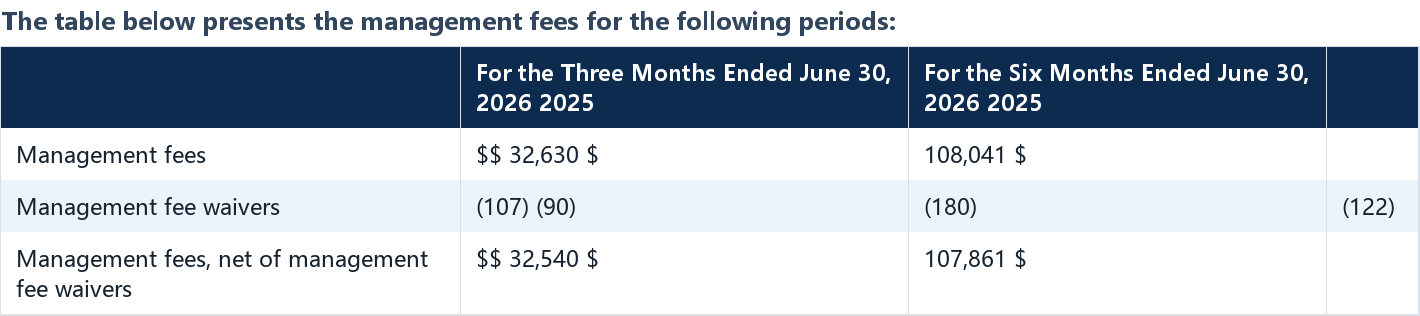 The table below presents the management fees for the following periods:
For the Three Months Ended June 30, 2026 2025
For the Six Months Ended June 30, 2026 2025
Management fees $$ 32,630 $ 108,041 $
Management fee waivers (107) (90) (180) (122)
Management fees, net of management fee waivers $$ 32,540 $ 107,861 $